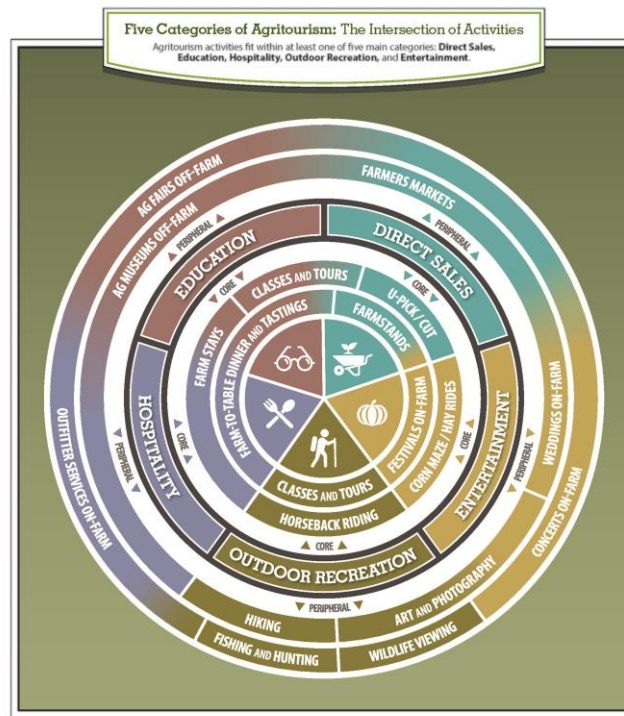 Five Categories of Agritourism: The Intersection of Activities
Agritourism activities fit within at least one of five main categories: Direct Sales,
Education, Hospitality, Outdoor Recreation, and Entertainment.
AG FAIRS OFF-FARM
AG MUSEUMS OFF-FARM
FARMERS MARKETS
PERIPHERAL
PERIPHERAL
EDUCATION
DIRECT SALES
CORE
CORE
CLASSES AND TOURS
U-PICK / CUT
FARM STAYS
FARM-TO-TABLE DINNER AND TASTINGS
FARMSTANDS
HOSPITALITY
CORE
PERIPHERAL
OUTFITTER SERVICES ON-FARM
FESTIVALS ON-FARM
CORN MAZE / HAY RIDES
CORE
ENTERTAINMENT
PERIPHERAL
WEDDINGS ON-FARM
CONCERTS ON-FARM
CLASSES AND TOURS
HORSEBACK RIDING
CORE
OUTDOOR RECREATION
PERIPHERAL
HIKING
ART AND PHOTOGRAPHY
FISHING AND HUNTING
WILDLIFE VIEWING